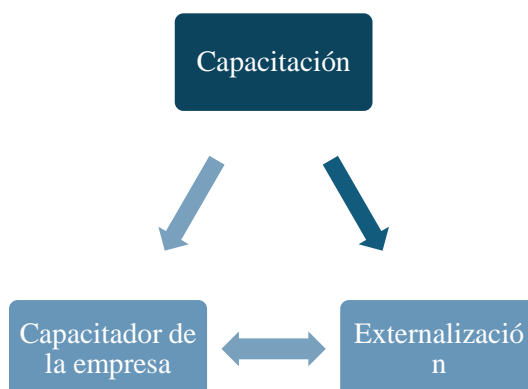 Capacitación
Capacitador de
la empresa
Externalizació
n